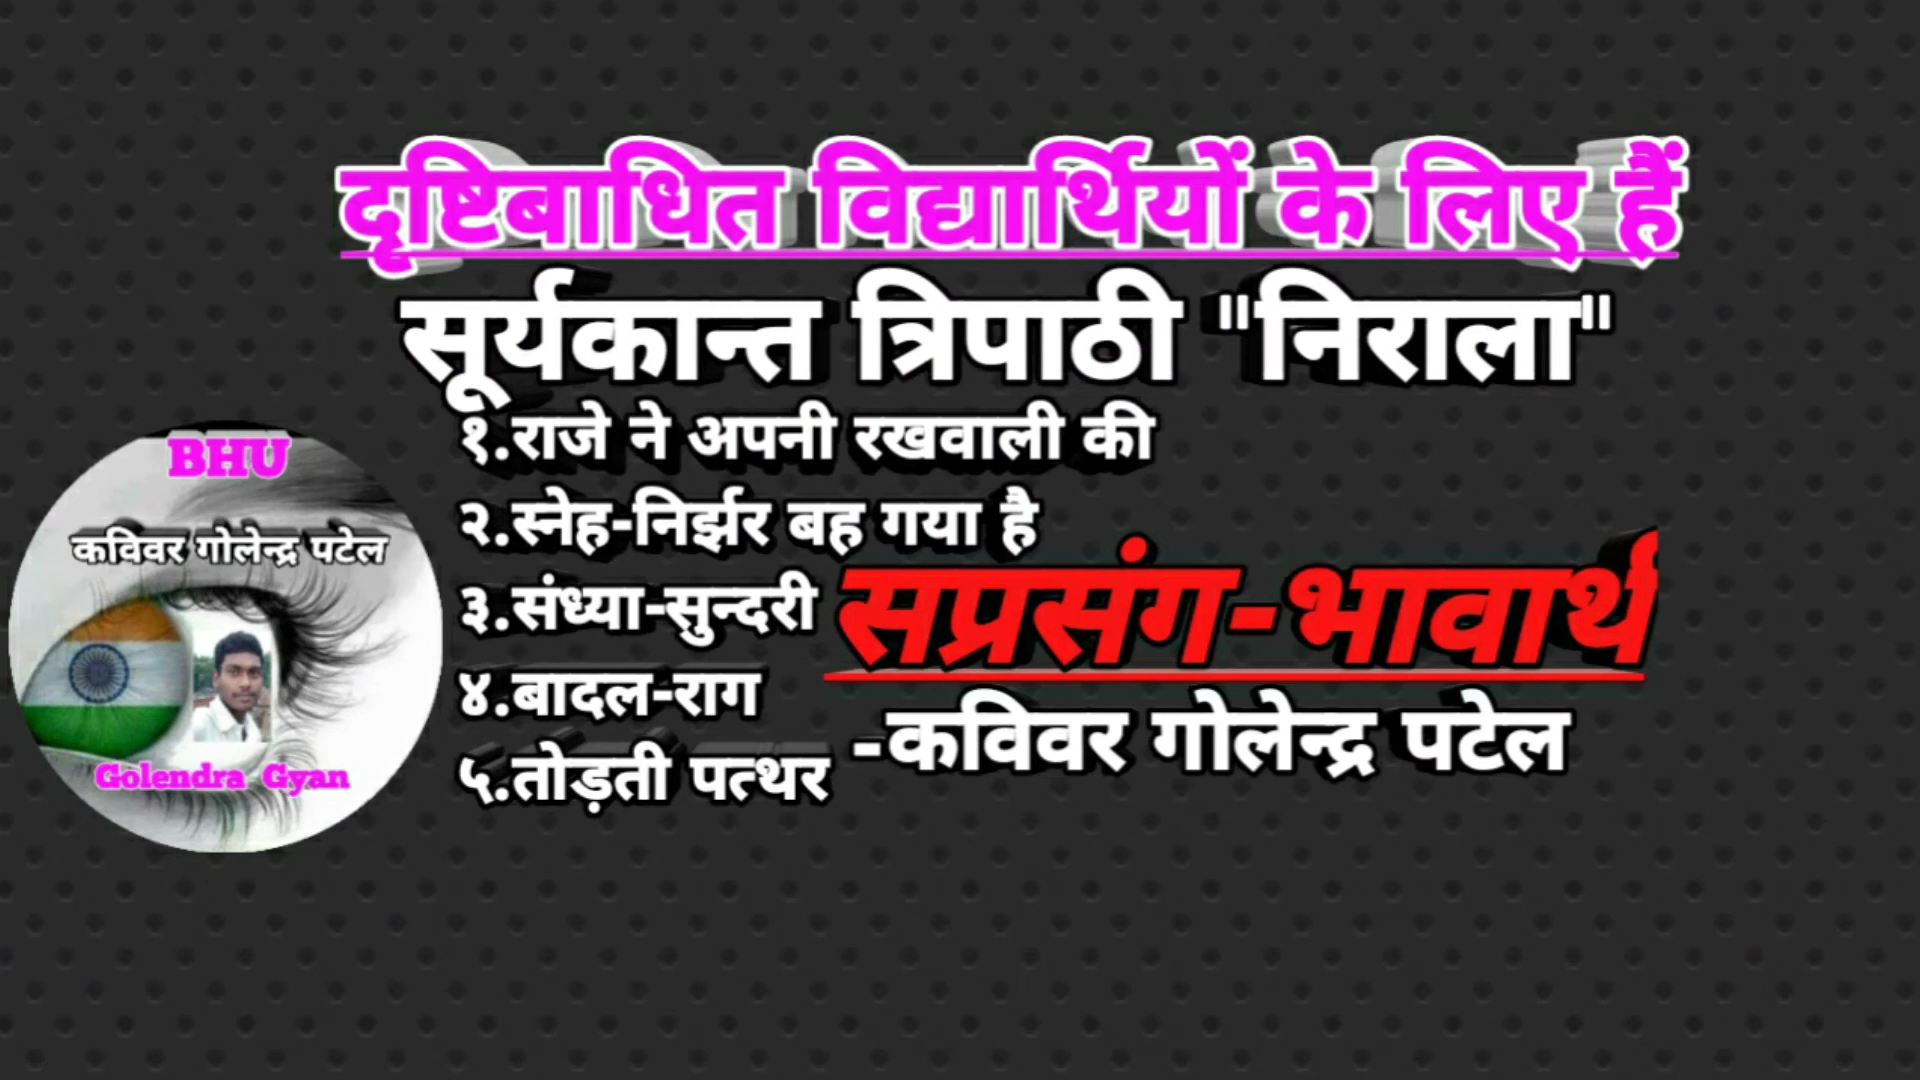 दृष्टिबाधित विद्यार्थियों के लिए हैं
सूर्यकान्त त्रिपाठी "निराला"
१.राजे ने अपनी रखवाली की
२.स्नेह-निर्झर बह गया है
३.संध्या-सुन्दरी
४.बादल-राग
५.तोड़ती पत्थर
सप्रसंग-भावार्थ
-कविवर गोलेन्द्र पटेल
BHU
कविवर गोलेन्द्र पटेल
Golendra Gyan